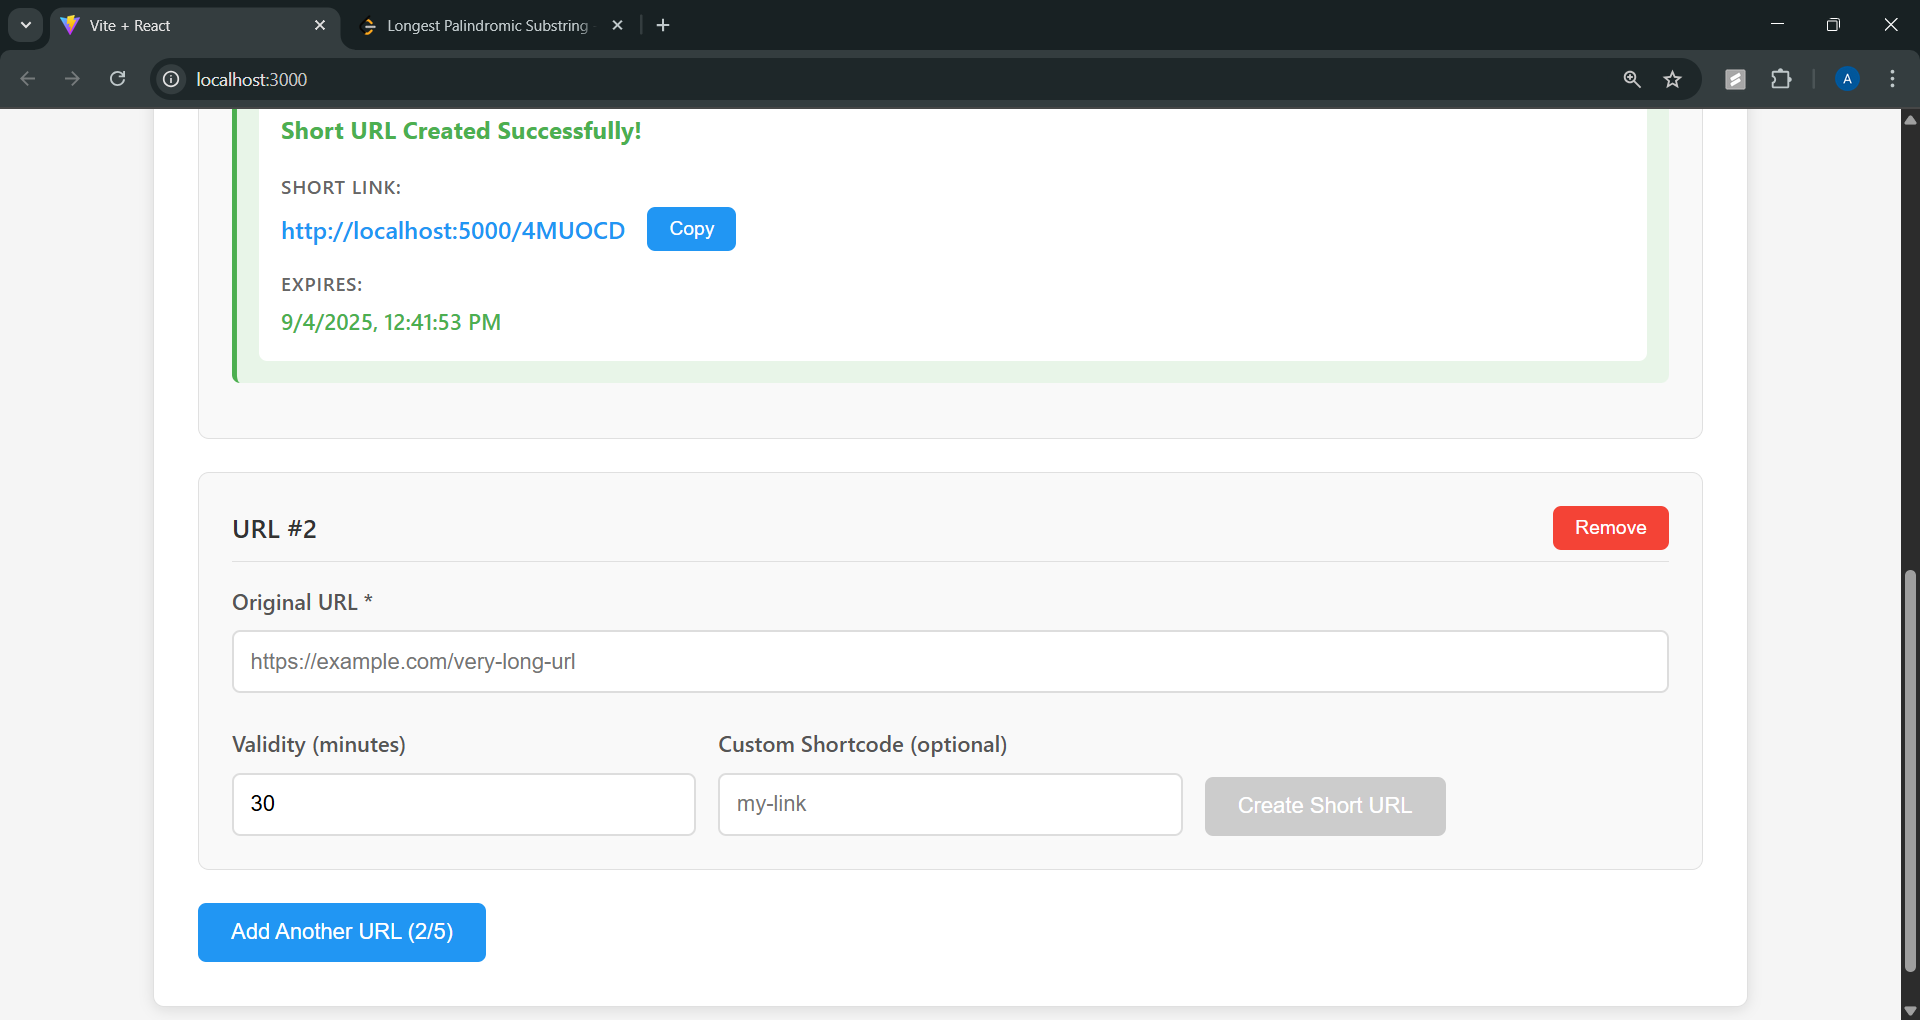 Vite + React
Longest Palindromic Substring
localhost:3000
A
Short URL Created Successfully!
SHORT LINK:
http://localhost:5000/4MUOCD
Copy
EXPIRES:
9/4/2025, 12:41:53 PM
URL #2
Remove
Original URL *
https://example.com/very-long-url
Validity (minutes)
Custom Shortcode (optional)
30
my-link
Create Short URL
Add Another URL (2/5)